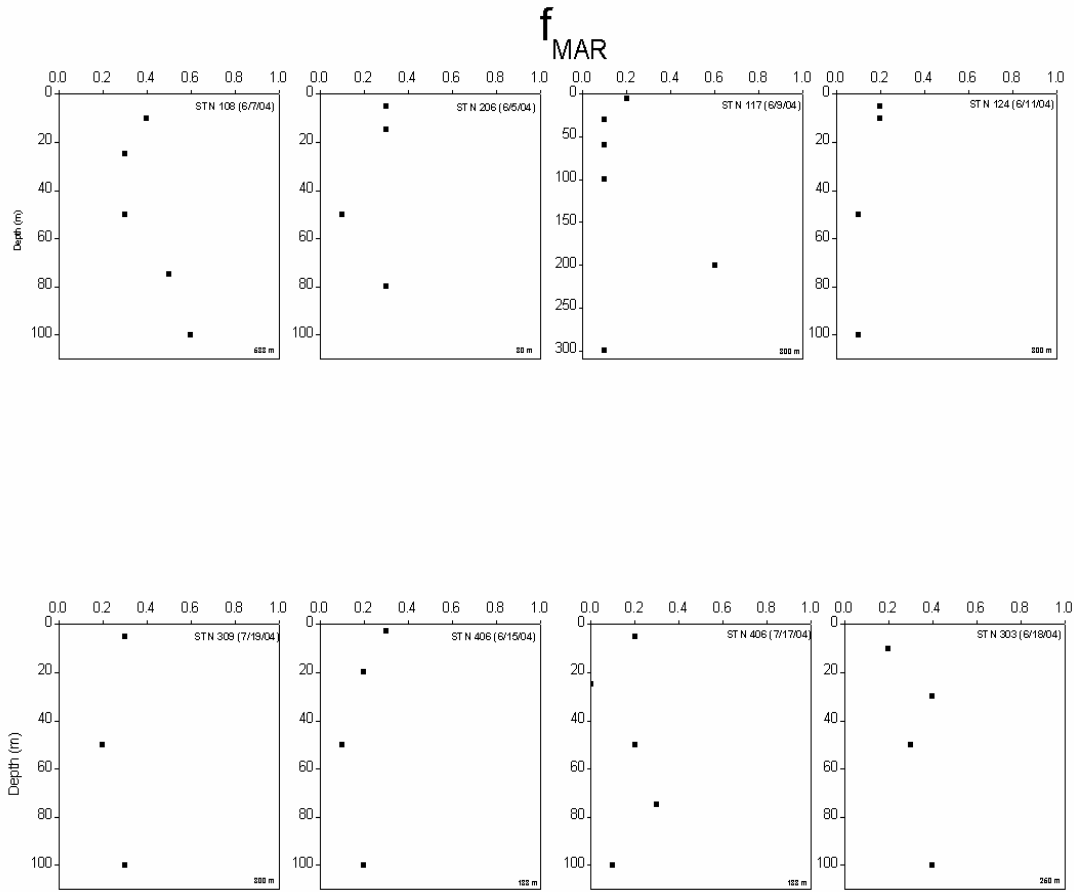 f MAR
0.0 0.2 0.4 0.6 0.8 1.0 0.0 0.2 0.4 0.6 0.8 1.0 0.0 0.2 0.4 0.6 0.8 1.0 0.0 0.2 0.4 0.6 0.8 1.0
0 STN 108 (6/7/04) 0 STN 206 (6/5/04) 0 STN 117 (6/9/04) 0 STN 124 (6/11/04)
20 20 50 20
40 40 100 40
Depth (m)
60 60 150 60
80 80 200 80
250
100 100 300 100
m m m m
0.0 0.2 0.4 0.6 0.8 1.0 0.0 0.2 0.4 0.6 0.8 1.0 0.0 0.2 0.4 0.6 0.8 1.0 0.0 0.2 0.4 0.6 0.8 1.0
0 STN 309 (7/19/04) 0 STN 406 (6/15/04) 0 STN 406 (7/17/04) 0 STN 303 (6/18/04)
20 20 20 20
40 40 40 40
Depth (m)
60 60 60 60
80 80 80 80
100 100 100 100
m m m m